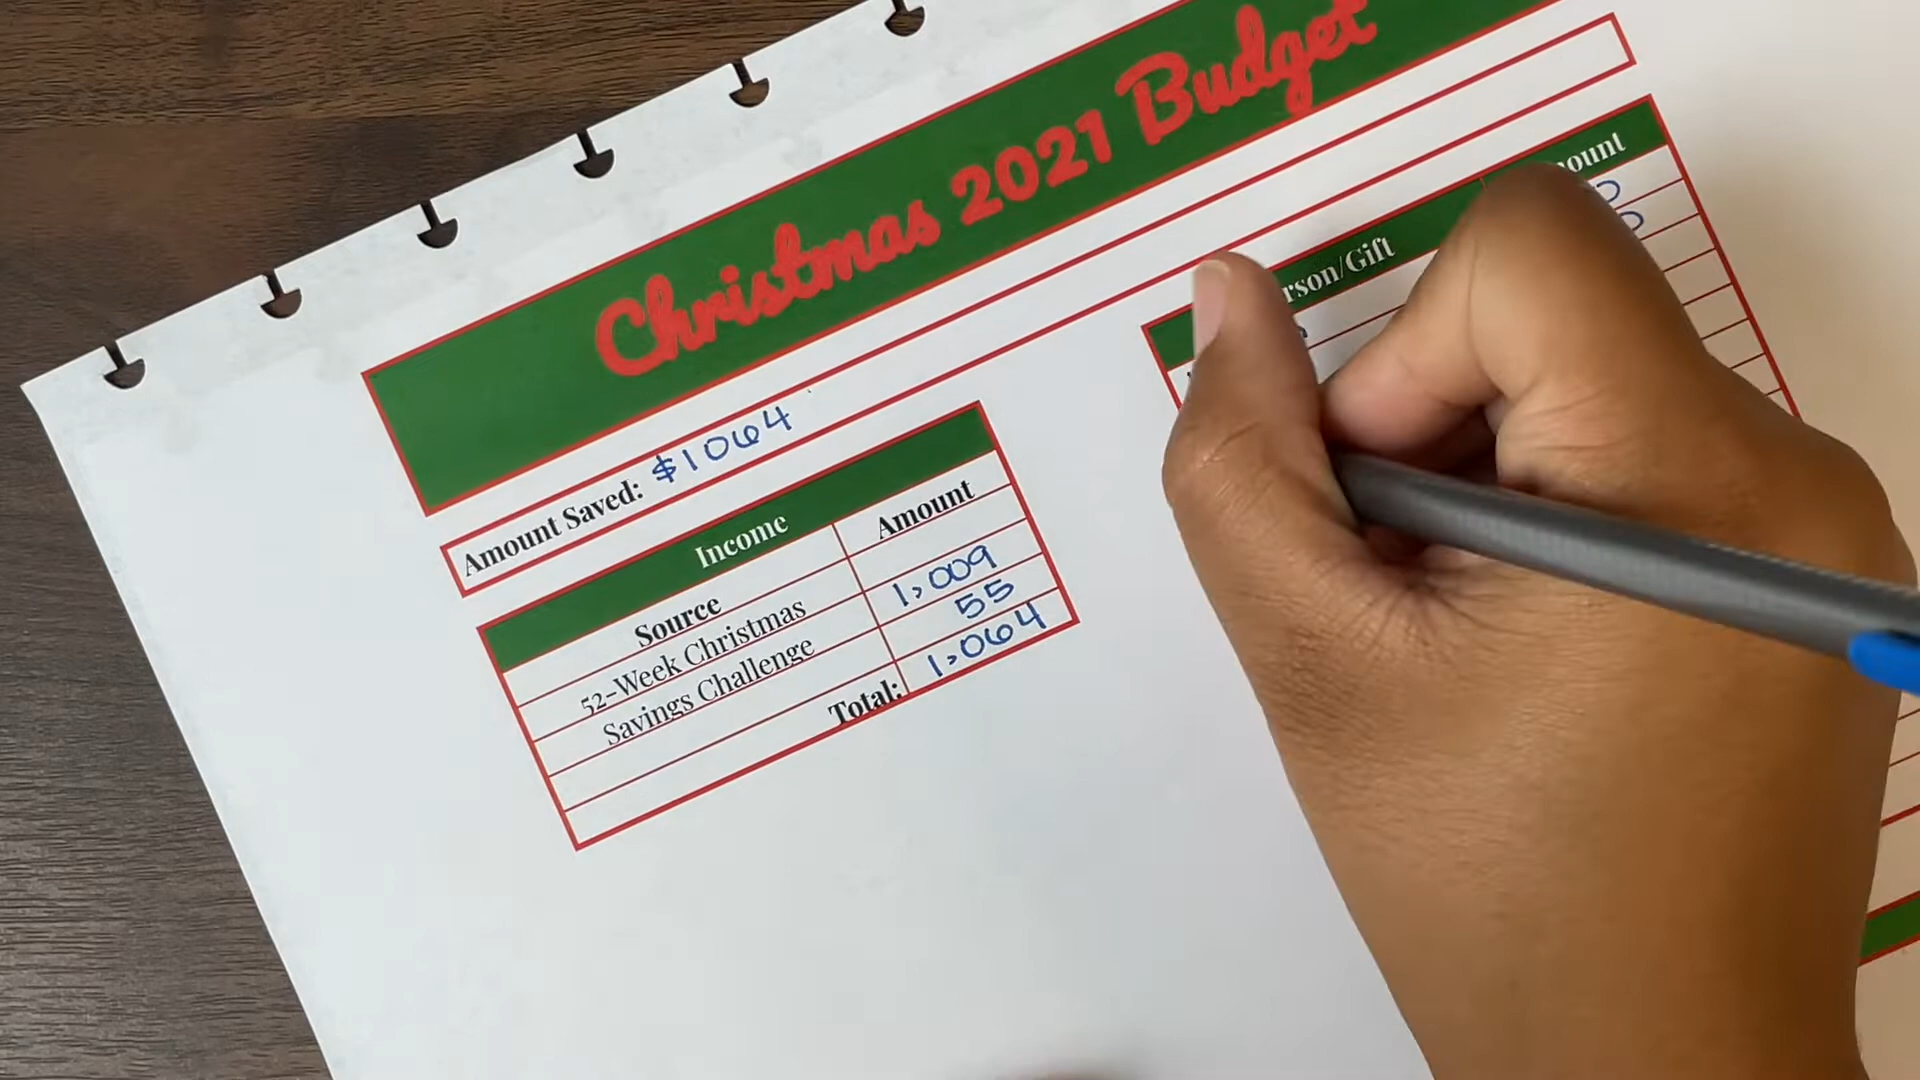 Christmas 2021 Budget
Amount Saved: $1064
Income
Source Amount
52-Week Christmas 1,009
Savings Challenge 55
Total: 1,064